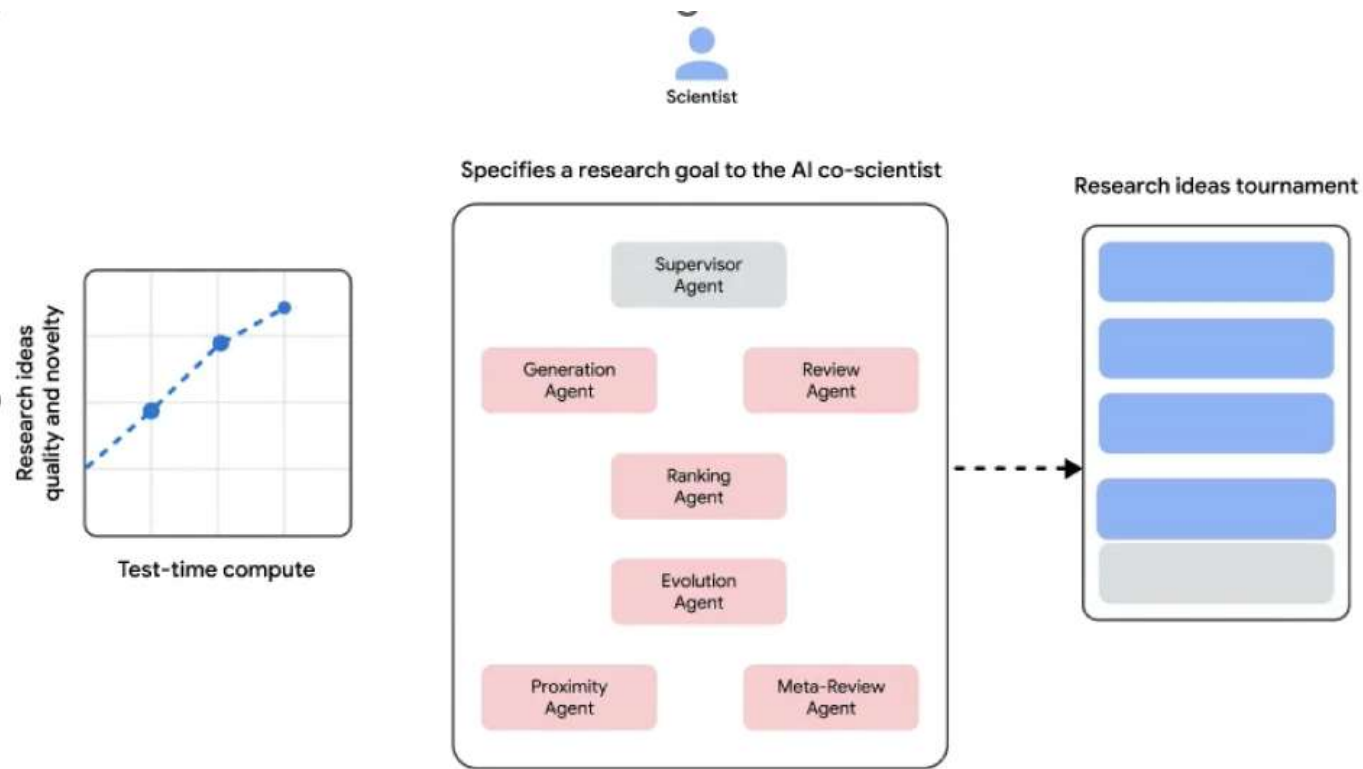 Scientist
Specifies a research goal to the AI co-scientist
Research ideas tournament
Research ideas
quality and novelty
Test-time compute
Supervisor
Agent
Generation
Agent
Review
Agent
Ranking
Agent
Evolution
Agent
Proximity
Agent
Meta-Review
Agent